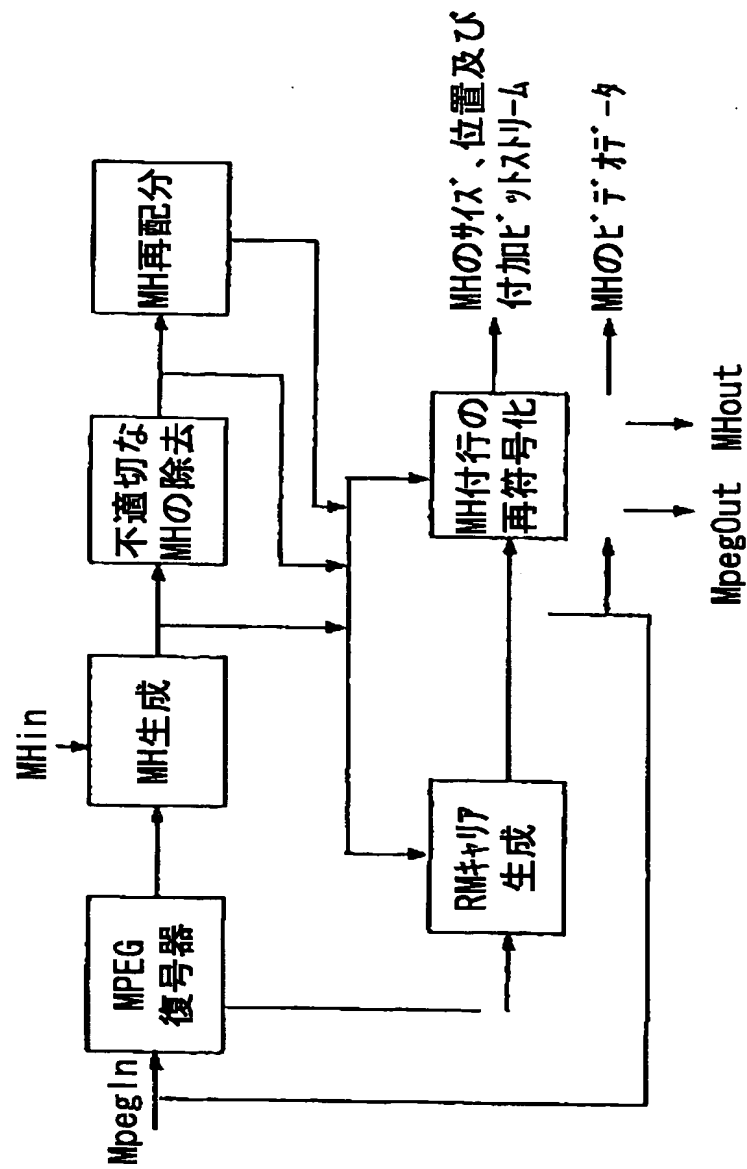 MpegIn
MPEG
復号器
MHin
MH生成
不適切な
MHの除去
MH再配分
RMキャリア
生成
MH付行の
再符号化
MHのサイズ、位置及び
付加ビットストリーム
MHのビデオデータ
MpegOut
MHout